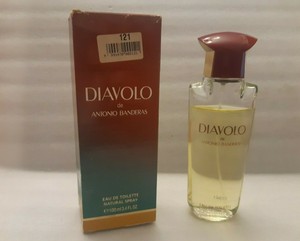 121
DIAVOLO
de
ANTONIO BANDERAS
EAU DE TOILETTE
NATURAL SPRAY
DIAVOLO
de
ANTONIO BANDERAS